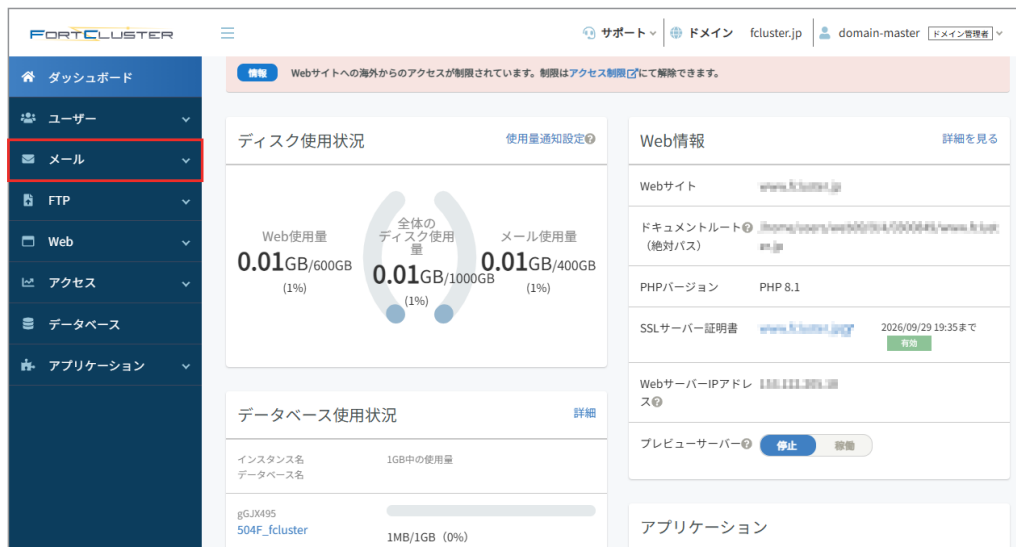 FORTCLUSTER
サポート
ドメイン fcluster.jp
domain-master ドメイン管理者
ダッシュボード
ユーザー
メール
FTP
Web
アクセス
データベース
アプリケーション
情報 Webサイトへの海外からのアクセスが制限されています。制限はアクセス制限にて解除できます。
ディスク使用状況 使用量通知設定
Web使用量
0.01GB/600GB
(1%)
全体の
ディスク使用
量
0.01GB/1000GB
(1%)
メール使用量
0.01GB/400GB
(1%)
データベース使用状況 詳細
インスタンス名
データベース名
1GB中の使用量
gGJX495
504F_fcluster
1MB/1GB（0%）
Web情報 詳細を見る
Webサイト
ドキュメントルート
（絶対パス）
PHPバージョン PHP 8.1
SSLサーバー証明書
2026/09/29 19:35まで
有効
WebサーバーIPアドレ
ス
プレビューサーバー 停止 稼働
アプリケーション